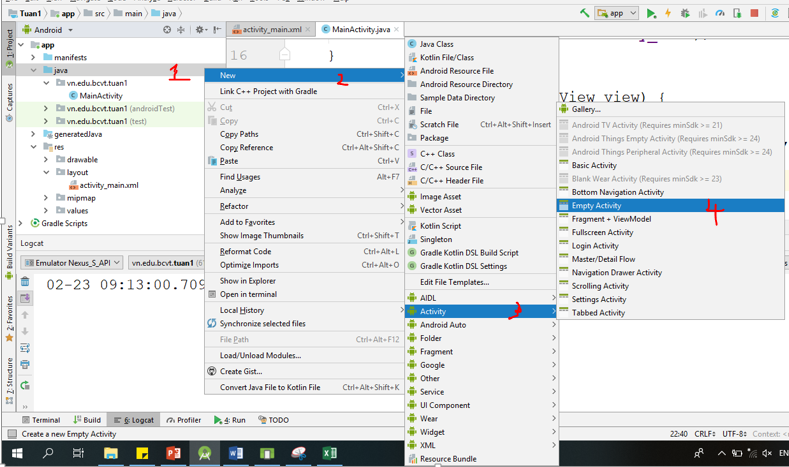 Tuan1
app
src
main
java
app
Android
activity_main.xml
MainActivity.java
1: Project
Captures
Build Variants
2: Favorites
Z: Structure
app
manifests
java
1
vn.edu.bcvt.tuan1
MainActivity
vn.edu.bcvt.tuan1 (androidTest)
vn.edu.bcvt.tuan1 (test)
generatedJava
res
drawable
layout
activity_main.xml
mipmap
values
Gradle Scripts
Logcat
Emulator Nexus_S_API
vn.edu.bcvt.tuan1 (6
02-23 09:13:00.709
16 }
View view) {
New
2
Link C++ Project with Gradle
Cut Ctrl+X
Copy Ctrl+C
Copy Paths Ctrl+Shift+C
Copy Reference Ctrl+Alt+Shift+C
Paste Ctrl+V
Find Usages Alt+F7
Analyze
Refactor
Add to Favorites
Show Image Thumbnails Ctrl+Shift+T
Reformat Code Ctrl+Alt+L
Optimize Imports Ctrl+Alt+O
Show in Explorer
Open in terminal
Local History
Synchronize selected files
File Path Ctrl+Alt+F12
Load/Unload Modules...
Create Gist...
Convert Java File to Kotlin File Ctrl+Alt+Shift+K
Java Class
Kotlin File/Class
Android Resource File
Android Resource Directory
Sample Data Directory
File
Scratch File Ctrl+Alt+Shift+Insert
Package
C++ Class
C/C++ Source File
C/C++ Header File
Image Asset
Vector Asset
Kotlin Script
Singleton
Gradle Kotlin DSL Build Script
Gradle Kotlin DSL Settings
Edit File Templates...
AIDL
Activity
3
Android Auto
Folder
Fragment
Google
Other
Service
UI Component
Wear
Widget
XML
Resource Bundle
Gallery...
Android TV Activity (Requires minSdk >= 21)
Android Things Empty Activity (Requires minSdk >= 24)
Android Things Peripheral Activity (Requires minSdk >= 24)
Basic Activity
Blank Wear Activity (Requires minSdk >= 23)
Bottom Navigation Activity
Empty Activity
4
Fragment + ViewModel
Fullscreen Activity
Login Activity
Master/Detail Flow
Navigation Drawer Activity
Scrolling Activity
Settings Activity
Tabbed Activity
Terminal
Build
6: Logcat
Profiler
4: Run
TODO
Create a new Empty Activity
22:40 CRLF UTF-8 Context:
EN